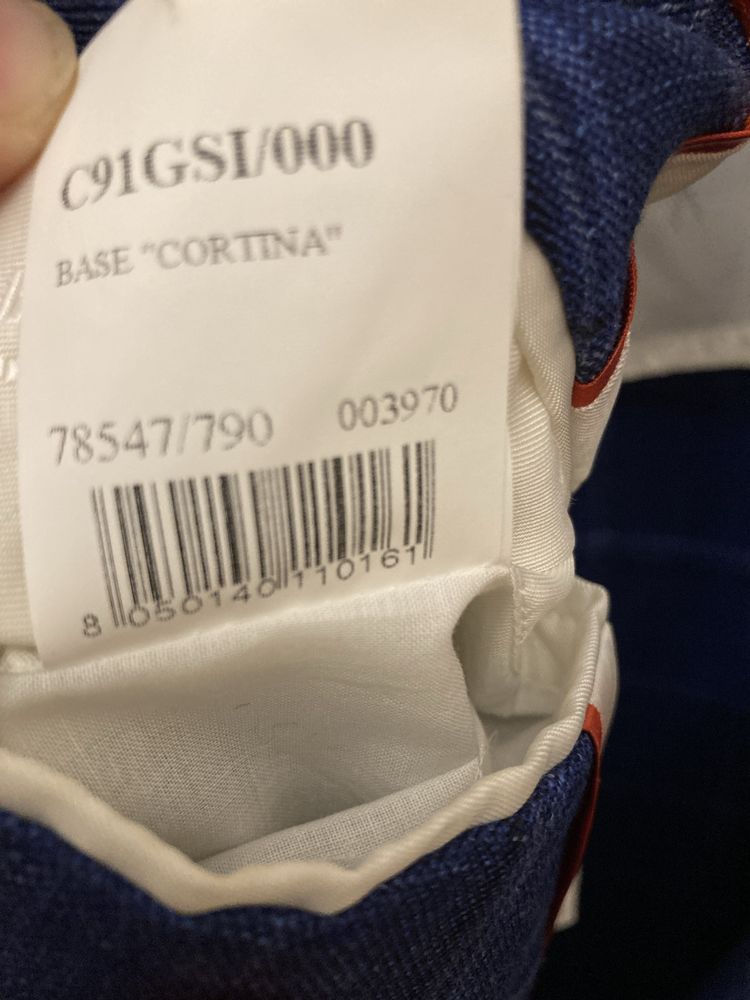 C91GSI/000
BASE "CORTINA"
78547/790 003970
8 050140 110161